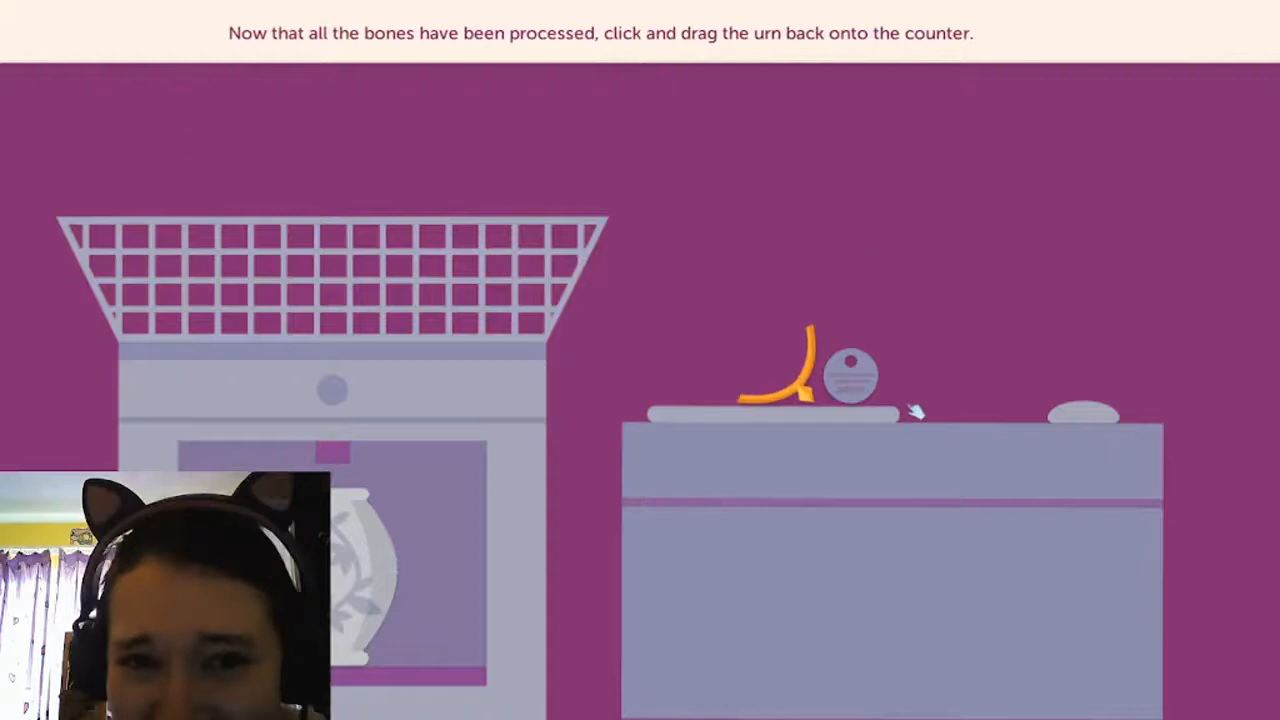 Now that all the bones have been processed, click and drag the urn back onto the counter.